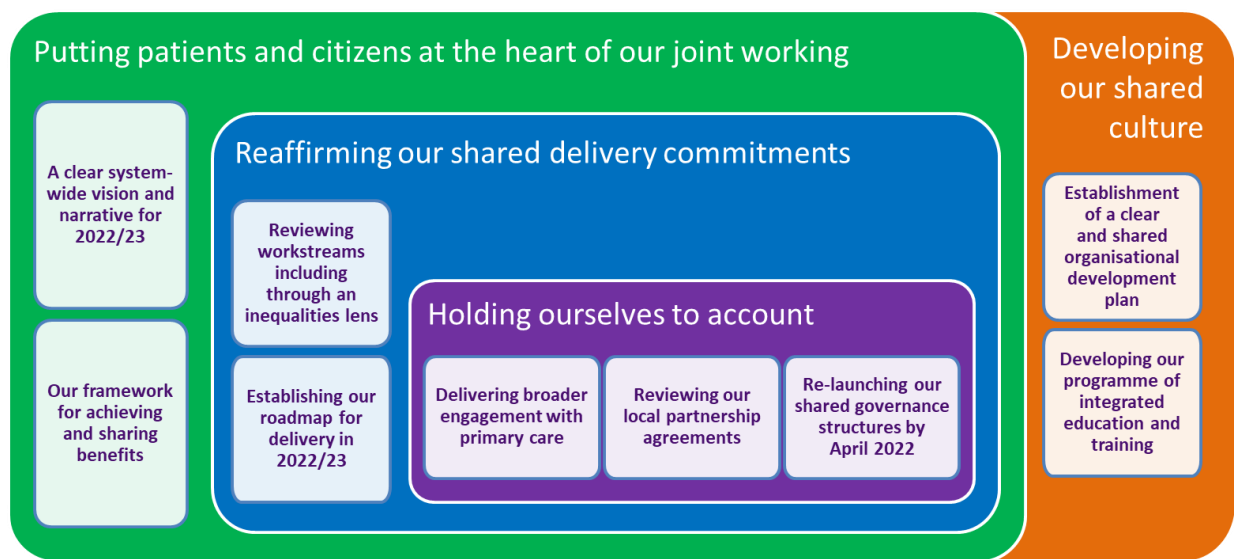 Putting patients and citizens at the heart of our joint working
A clear system-
wide vision and
narrative for
2022/23
Our framework
for achieving
and sharing
benefits
Reaffirming our shared delivery commitments
Reviewing
workstreams
including
through an
inequalities lens
Establishing our
roadmap for
delivery in
2022/23
Holding ourselves to account
Delivering broader
engagement with
primary care
Reviewing our
local partnership
agreements
Re-launching our
shared governance
structures by
April 2022
Developing
our shared
culture
Establishment
of a clear
and shared
organisational
development
plan
Developing our
programme of
integrated
education and
training